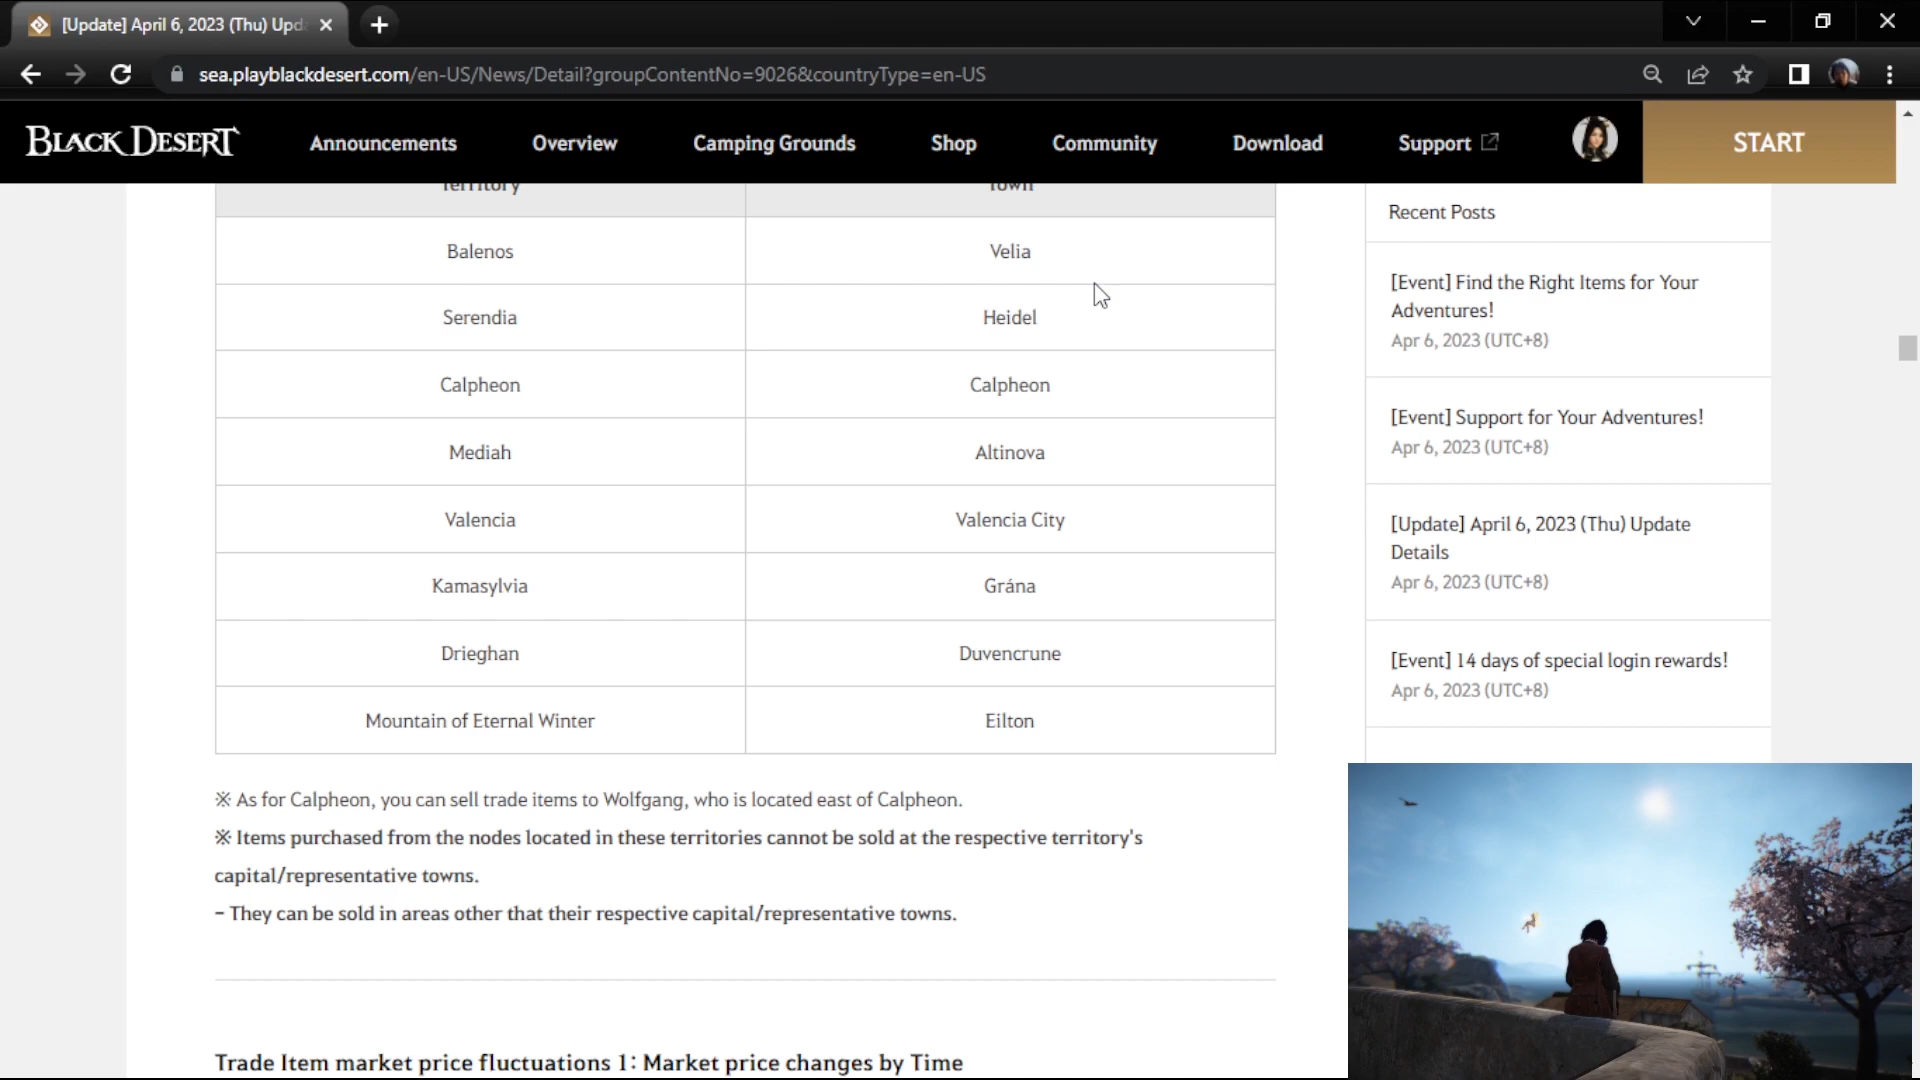 [Update] April 6, 2023 (Thu) Upd
sea.playblackdesert.com/en-US/News/Detail?groupContentNo=9026&countryType=en-US
BLACK DESERT
Announcements
Overview
Camping Grounds
Shop
Community
Download
Support
START
Territory
Town
Balenos
Velia
Serendia
Heidel
Calpheon
Calpheon
Mediah
Altinova
Valencia
Valencia City
Kamasylvia
Grána
Drieghan
Duvencrune
Mountain of Eternal Winter
Eilton
※ As for Calpheon, you can sell trade items to Wolfgang, who is located east of Calpheon.
※ Items purchased from the nodes located in these territories cannot be sold at the respective territory's
capital/representative towns.
– They can be sold in areas other that their respective capital/representative towns.
Trade Item market price fluctuations 1: Market price changes by Time
Recent Posts
[Event] Find the Right Items for Your
Adventures!
Apr 6, 2023 (UTC+8)
[Event] Support for Your Adventures!
Apr 6, 2023 (UTC+8)
[Update] April 6, 2023 (Thu) Update
Details
Apr 6, 2023 (UTC+8)
[Event] 14 days of special login rewards!
Apr 6, 2023 (UTC+8)